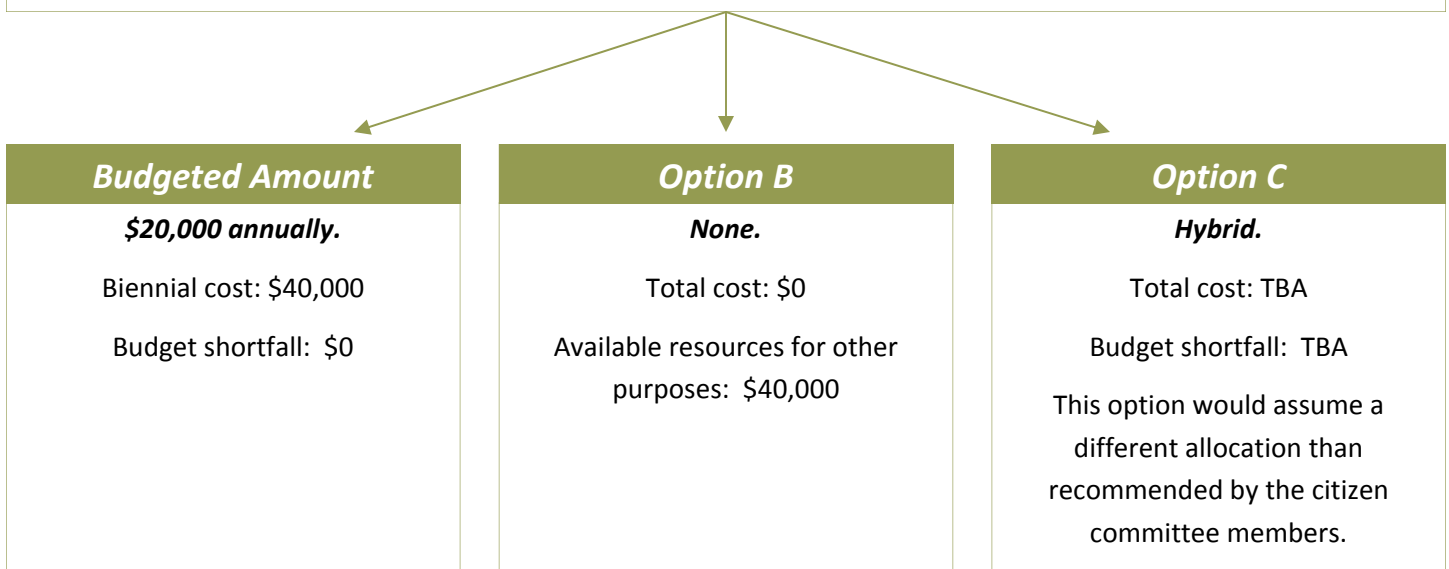 Budgeted Amount
$20,000 annually.
Biennial cost: $40,000
Budget shortfall: $0
Option B
None.
Total cost: $0
Available resources for other
purposes: $40,000
Option C
Hybrid.
Total cost: TBA
Budget shortfall: TBA
This option would assume a
different allocation than
recommended by the citizen
committee members.